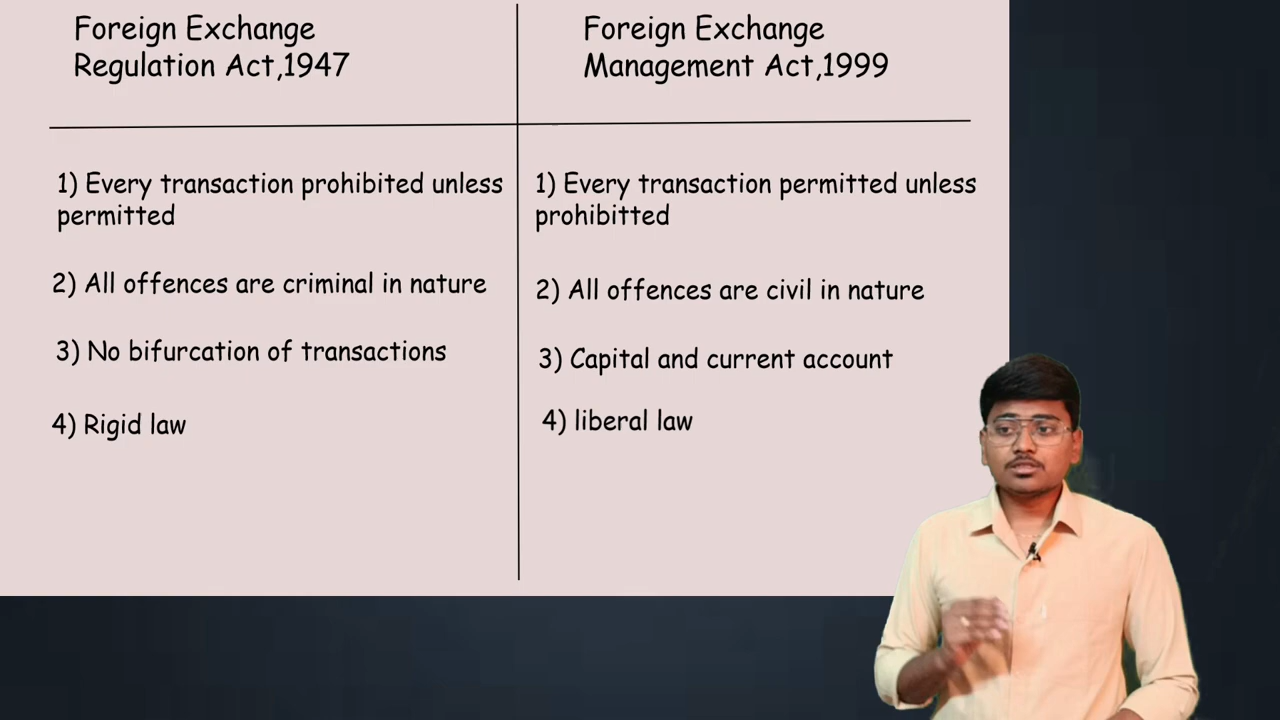 Foreign Exchange
Regulation Act,1947
Foreign Exchange
Management Act,1999
1) Every transaction prohibited unless
permitted
2) All offences are criminal in nature
3) No bifurcation of transactions
4) Rigid law
1) Every transaction permitted unless
prohibitted
2) All offences are civil in nature
3) Capital and current account
4) liberal law